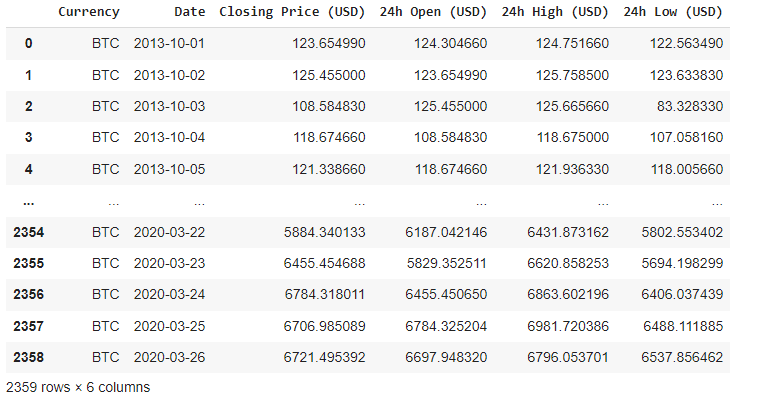 Currency Date Closing Price (USD) 24h Open (USD) 24h High (USD) 24h Low (USD)
0 BTC 2013-10-01 123.654990 124.304660 124.751660 122.563490
1 BTC 2013-10-02 125.455000 123.654990 125.758500 123.633830
2 BTC 2013-10-03 108.584830 125.455000 125.665660 83.328330
3 BTC 2013-10-04 118.674660 108.584830 118.675000 107.058160
4 BTC 2013-10-05 121.338660 118.674660 121.936330 118.005660
... ... ... ... ... ... ...
2354 BTC 2020-03-22 5884.340133 6187.042146 6431.873162 5802.553402
2355 BTC 2020-03-23 6455.454688 5829.352511 6620.858253 5694.198299
2356 BTC 2020-03-24 6784.318011 6455.450650 6863.602196 6406.037439
2357 BTC 2020-03-25 6706.985089 6784.325204 6981.720386 6488.111885
2358 BTC 2020-03-26 6721.495392 6697.948320 6796.053701 6537.856462
2359 rows × 6 columns